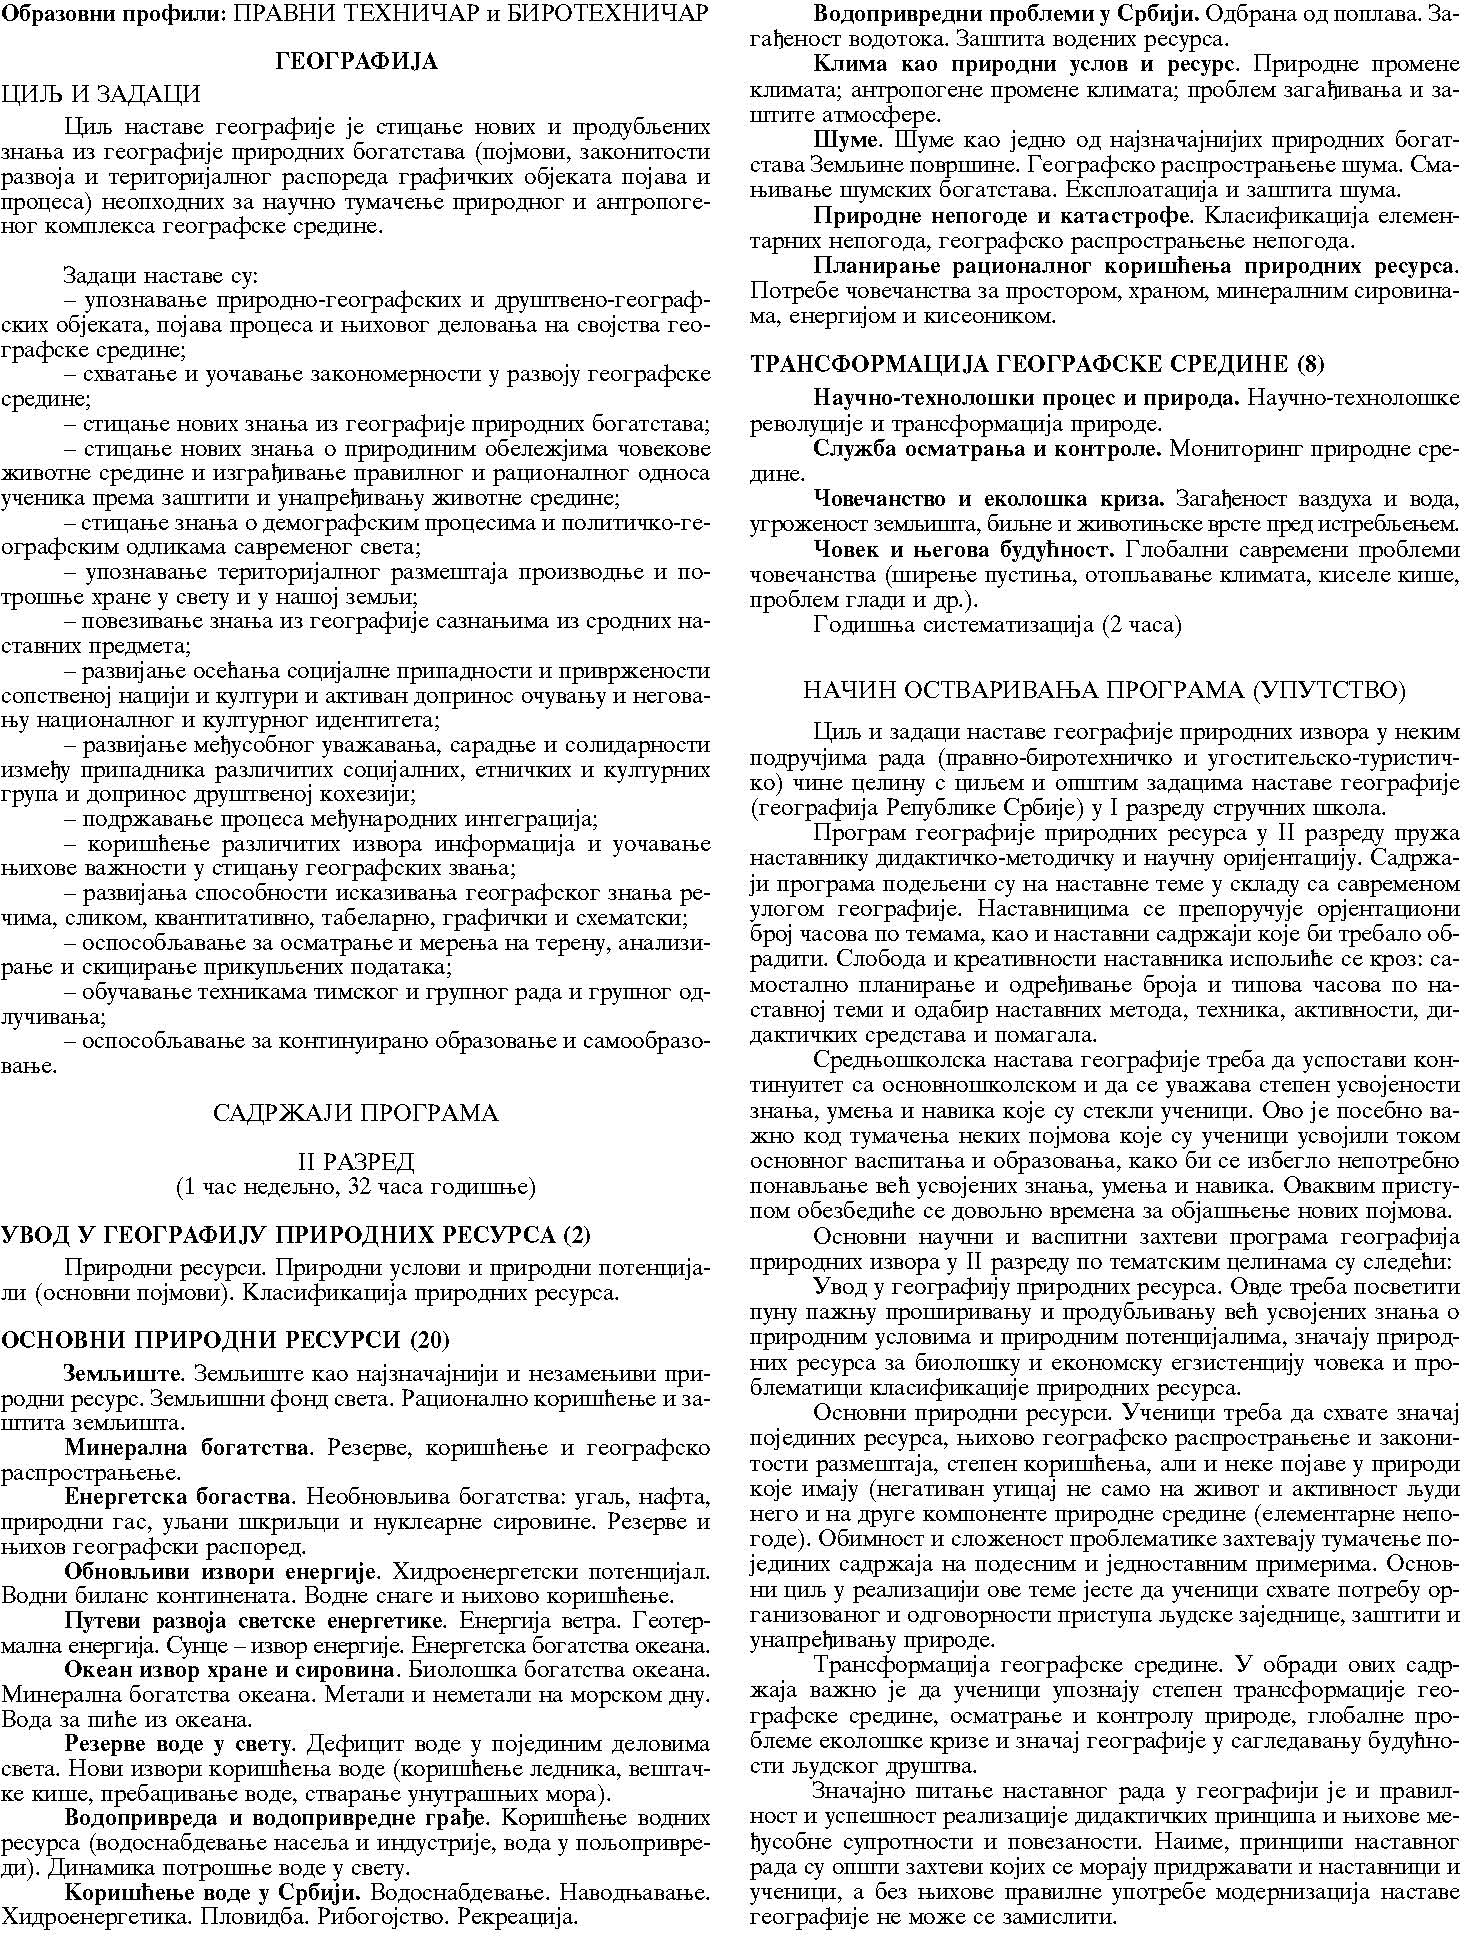 Образовни профили: ПРАВНИ ТЕХНИЧАР и БИРОТЕХНИЧАР
ГЕОГРАФИЈА
ЦИЉ И ЗАДАЦИ
Циљ наставе географије је стицање нових и продубљених
знања из географије природних богатстава (појмови, законитости
развоја и територијалног распореда графичких објеката појава и
процеса) неопходних за научно тумачење природног и антропоге-
ног комплекса географске средине.
Задаци наставе су:
– упознавање природно-географских и друштвено-географ-
ских објеката, појава процеса и њиховог деловања на својства гео-
графске средине;
– схватање и уочавање закономерности у развоју географске
средине;
– стицање нових знања из географије природних богатстава;
– стицање нових знања о природиним обележјима човекове
животне средине и изграђивање правилног и рационалног односа
ученика према заштити и унапређивању животне средине;
– стицање знања о демографским процесима и политичко-ге-
ографским одликама савременог света;
– упознавање територијалног размештаја производње и по-
трошње хране у свету и у нашој земљи;
– повезивање знања из географије сазнањима из сродних на-
ставних предмета;
– развијање осећања социјалне припадности и привржености
сопственој нацији и култури и активан допринос очувању и негова-
њу националног и културног идентитета;
– развијање међусобног уважавања, сарадње и солидарности
између припадника различитих социјалних, етничких и културних
група и допринос друштвеној кохезији;
– подржавање процеса међународних интеграција;
– коришћење различитих извора информација и уочавање
њихове важности у стицању географских звања;
– развијања способности исказивања географског знања ре-
чима, сликом, квантитативно, табеларно, графички и схематски;
– оспособљавање за осматрање и мерења на терену, анализи-
рање и скицирање прикупљених података;
– обучавање техникама тимског и групног рада и групног од-
лучивања;
– оспособљавање за континуирано образовање и самообразо-
вање.
САДРЖАЈИ ПРОГРАМА
II РАЗРЕД
(1 час недељно, 32 часа годишње)
УВОД У ГЕОГРАФИЈУ ПРИРОДНИХ РЕСУРСА (2)
Природни ресурси. Природни услови и природни потенција-
ли (основни појмови). Класификација природних ресурса.
ОСНОВНИ ПРИРОДНИ РЕСУРСИ (20)
Земљиште. Земљиште као најзначајнији и незамењиви при-
родни ресурс. Земљишни фонд света. Рационално коришћење и за-
штита земљишта.
Минерална богатства. Резерве, коришћење и географско
распрострањење.
Енергетска богаства. Необновљива богатства: угаљ, нафта,
природни гас, уљани шкриљци и нуклеарне сировине. Резерве и
њихов географски распоред.
Обновљиви извори енергије. Хидроенергетски потенцијал.
Водни биланс континената. Водне снаге и њихово коришћење.
Путеви развоја светске енергетике. Енергија ветра. Геотер-
мална енергија. Сунце – извор енергије. Енергетска богатства океана.
Океан извор хране и сировина. Биолошка богатства океана.
Минерална богатства океана. Метали и неметали на морском дну.
Вода за пиће из океана.
Резерве воде у свету. Дефицит воде у појединим деловима
света. Нови извори коришћења воде (коришћење ледника, вештач-
ке кише, пребацивање воде, стварање унутрашњих мора).
Водопривреда и водопривредне грађе. Коришћење водних
ресурса (водоснабдевање насеља и индустрије, вода у пољопривре-
ди). Динамика потрошње воде у свету.
Коришћење воде у Србији. Водоснабдевање. Наводњавање.
Хидроенергетика. Пловидба. Рибогојство. Рекреација.
Водопривредни проблеми у Србији. Одбрана од поплава. За-
гађеност водотока. Заштита водених ресурса.
Клима као природни услов и ресурс. Природне промене
климата; антропогене промене климата; проблем загађивања и за-
штите атмосфере.
Шуме. Шуме као једно од најзначајнијих природних богат-
става Земљине површине. Географско распрострањење шума. Сма-
њивање шумских богатстава. Експлоатација и заштита шума.
Природне непогоде и катастрофе. Класификација елемен-
тарних непогода, географско распрострањење непогода.
Планирање рационалног коришћења природних ресурса.
Потребе човечанства за простором, храном, минералним сировина-
ма, енергијом и кисеоником.
ТРАНСФОРМАЦИЈА ГЕОГРАФСКЕ СРЕДИНЕ (8)
Научно-технолошки процес и природа. Научно-технолошке
револуције и трансформација природе.
Служба осматрања и контроле. Мониторинг природне сре-
дине.
Човечанство и еколошка криза. Загађеност ваздуха и вода,
угроженост земљишта, биљне и животињске врсте пред истребљењем.
Човек и његова будућност. Глобални савремени проблеми
човечанства (ширење пустиња, отопљавање климата, киселе кише,
проблем глади и др.).
Годишња систематизација (2 часа)
НАЧИН ОСТВАРИВАЊА ПРОГРАМА (УПУТСТВО)
Циљ и задаци наставе географије природних извора у неким
подручјима рада (правно-биротехничко и угоститељско-туристич-
ко) чине целину с циљем и општим задацима наставе географије
(географија Републике Србије) у I разреду стручних школа.
Програм географије природних ресурса у II разреду пружа
наставнику дидактичко-методичку и научну оријентацију. Садржа-
ји програма подељени су на наставне теме у складу са савременом
улогом географије. Наставницима се препоручује орјентациони
број часова по темама, као и наставни садржаји које би требало об-
радити. Слобода и креативности наставника испољиће се кроз: са-
мостално планирање и одређивање броја и типова часова по на-
ставној теми и одабир наставних метода, техника, активности, ди-
дактичких средстава и помагала.
Средњошколска настава географије треба да успостави кон-
тинуитет са основношколском и да се уважава степен усвојености
знања, умења и навика које су стекли ученици. Ово је посебно ва-
жно код тумачења неких појмова које су ученици усвојили током
основног васпитања и образовања, како би се избегло непотребно
понављање већ усвојених знања, умења и навика. Оваквим присту-
пом обезбедиће се довољно времена за објашњење нових појмова.
Основни научни и васпитни захтеви програма географија
природних извора у II разреду по тематским целинама су следећи:
Увод у географију природних ресурса. Овде треба посветити
пуну пажњу проширивању и продубљивању већ усвојених знања о
природним условима и природним потенцијалима, значају природ-
них ресурса за биолошку и економску егзистенцију човека и про-
блематици класификације природних ресурса.
Основни природни ресурси. Ученици треба да схвате значај
појединих ресурса, њихово географско распрострањење и закони-
тости размештаја, степен коришћења, али и неке појаве у природи
које имају (негативан утицај не само на живот и активност људи
него и на друге компоненте природне средине (елементарне непо-
годе). Обимност и сложеност проблематике захтевају тумачење по-
јединих садржаја на подесним и једноставним примерима. Основ-
ни циљ у реализацији ове теме јесте да ученици схвате потребу ор-
ганизованог и одговорности приступа људске заједнице, заштити и
унапређивању природе.
Трансформација географске средине. У обради ових садр-
жаја важно је да ученици упознају степен трансформације гео-
графске средине, осматрање и контролу природе, глобалне про-
блеме еколошке кризе и значај географије у сагледавању будућно-
сти људског друштва.
Значајно питање наставног рада у географији је и правил-
ност и успешност реализације дидактичких принципа и њихове ме-
ђусобне супротности и повезаности. Наиме, принципи наставног
рада су општи захтеви којих се морају придржавати и наставници и
ученици, а без њихове правилне употребе модернизација наставе
географије не може се замислити.